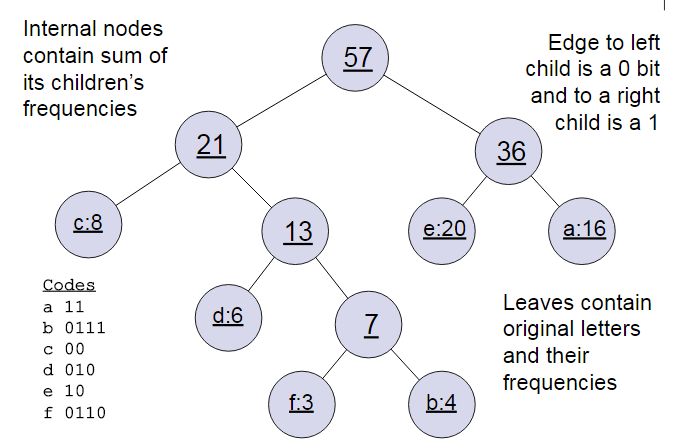 Internal nodes
contain sum of
its children's
frequencies
57
Edge to left
child is a 0 bit
and to a right
child is a 1
21
36
c:8
13
e:20
a:16
Codes
a 11
b 0111
c 00
d 010
e 10
f 0110
d:6
7
Leaves contain
original letters
and their
frequencies
f:3
b:4